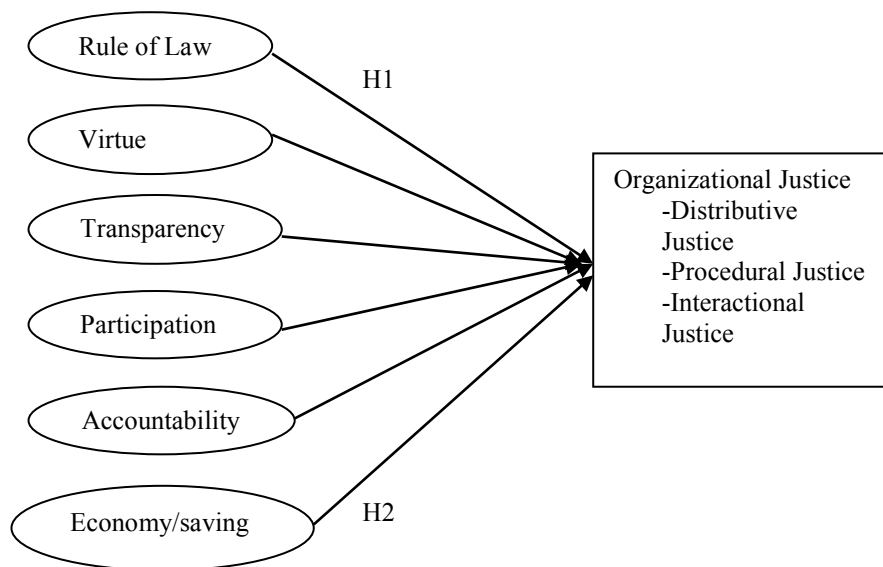 Rule of Law
H1
Virtue
Transparency
Participation
Accountability
Economy/saving
H2
Organizational Justice
-Distributive
Justice
-Procedural Justice
-Interactional
Justice